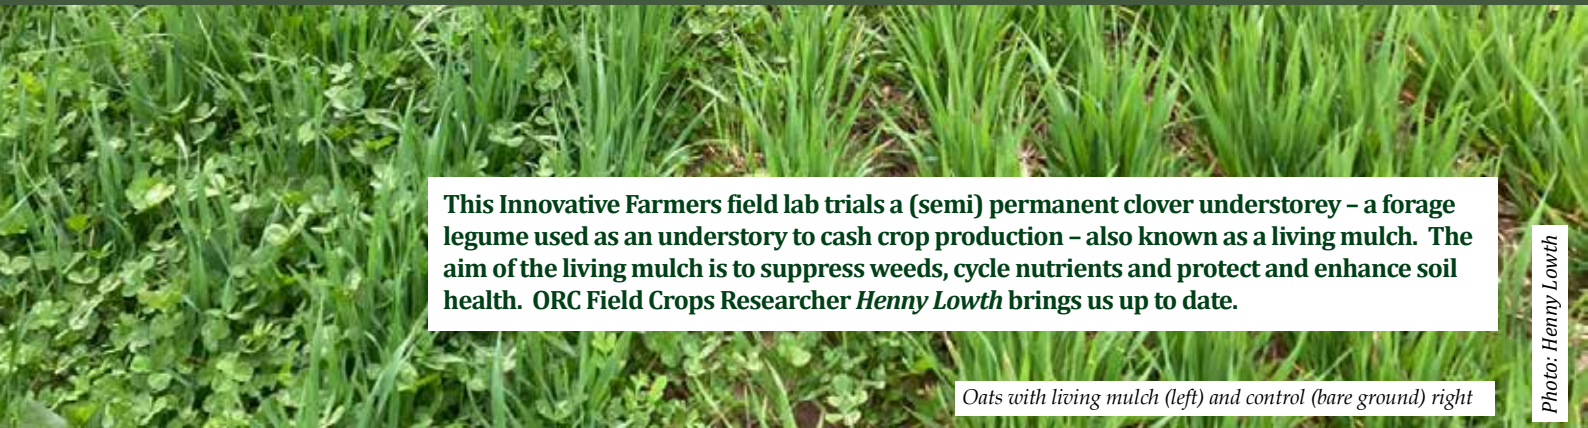 This Innovative Farmers field lab trials a (semi) permanent clover understorey – a forage
legume used as an understory to cash crop production – also known as a living mulch.  The
aim of the living mulch is to suppress weeds, cycle nutrients and protect and enhance soil
health.  ORC Field Crops Researcher Henny Lowth brings us up to date.
Oats with living mulch (left) and control (bare ground) right
Photo: Henny Lowth